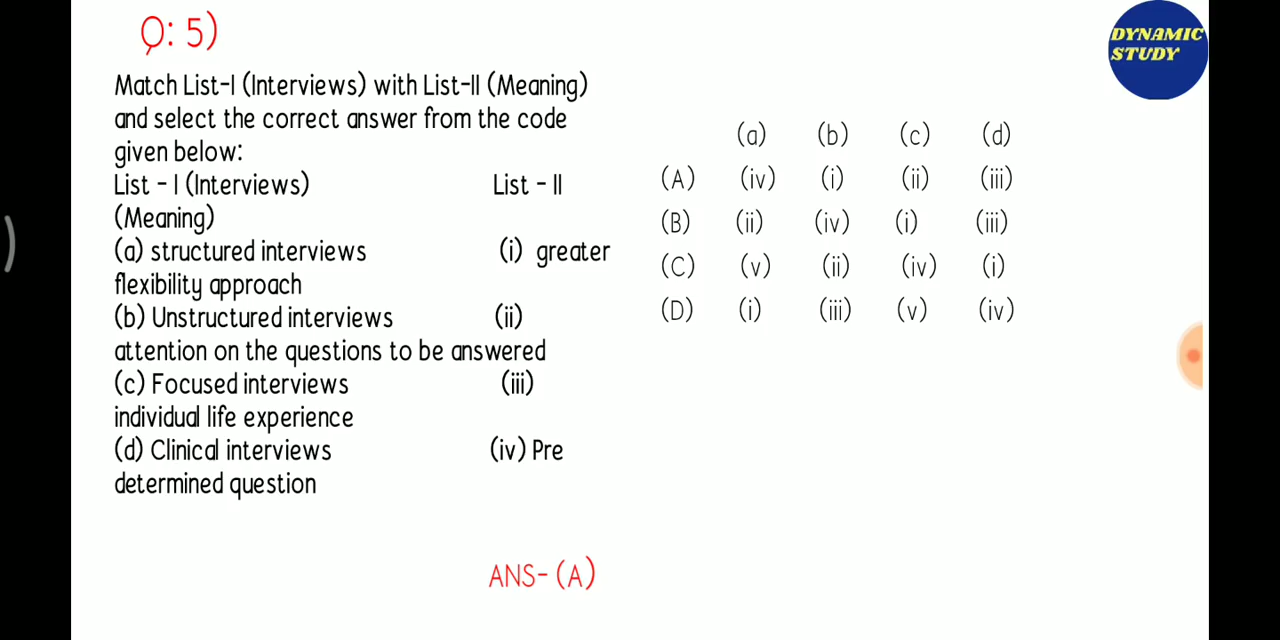 Q: 5)
DYNAMIC
STUDY
Match List-I (Interviews) with List-II (Meaning)
and select the correct answer from the code
given below:
List - I (Interviews) List - II
(Meaning)
(a) structured interviews (i) greater
flexibility approach
(b) Unstructured interviews (ii)
attention on the questions to be answered
(c) Focused interviews (iii)
individual life experience
(d) Clinical interviews (iv) Pre
determined question
(a) (b) (c) (d)
(A) (iv) (i) (ii) (iii)
(B) (ii) (iv) (i) (iii)
(C) (v) (ii) (iv) (i)
(D) (i) (iii) (v) (iv)
ANS- (A)